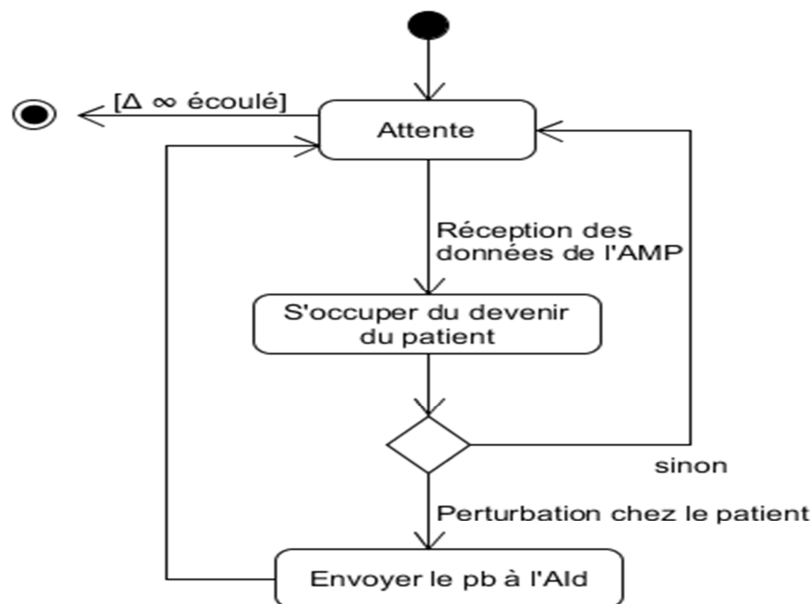 [Δ ∞ écoulé]
Attente
Réception des
données de l'AMP
S'occuper du devenir
du patient
sinon
Perturbation chez le patient
Envoyer le pb à l'AId